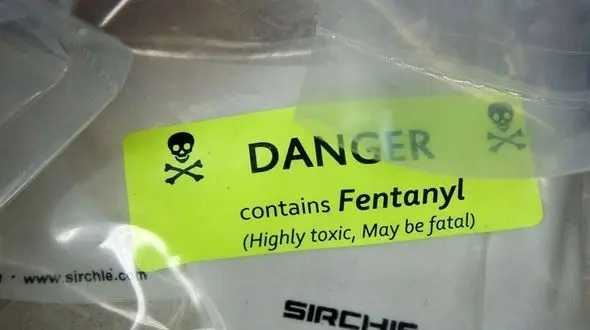 DANGER
contains Fentanyl
(Highly toxic, May be fatal)
www.sirchie.com
SIRCHIE